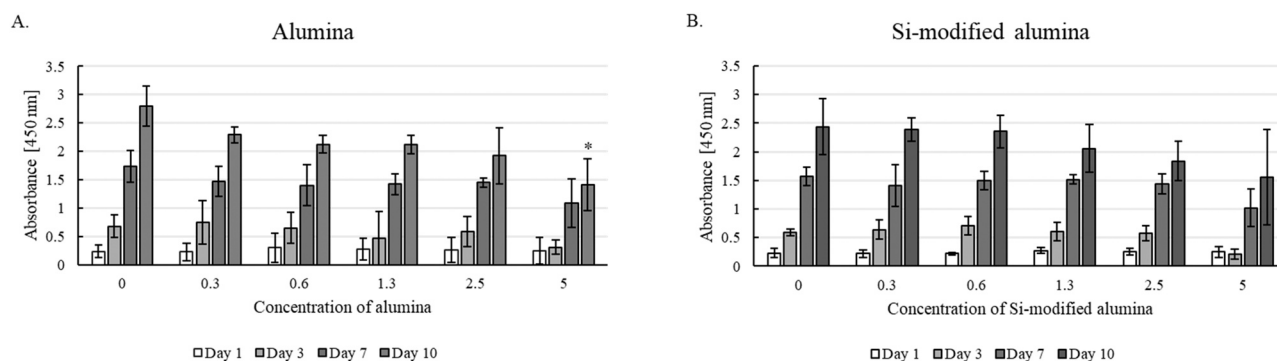 A.
Alumina
Absorbance [450 nm]
3.5
3
2.5
2
1.5
1
0.5
0
*
0 0.3 0.6 1.3 2.5 5
Concentration of alumina
Day 1 Day 3 Day 7 Day 10
B.
Si-modified alumina
Absorbance [450 nm]
3.5
3
2.5
2
1.5
1
0.5
0
0 0.3 0.6 1.3 2.5 5
Concentration of Si-modified alumina
Day 1 Day 3 Day 7 Day 10